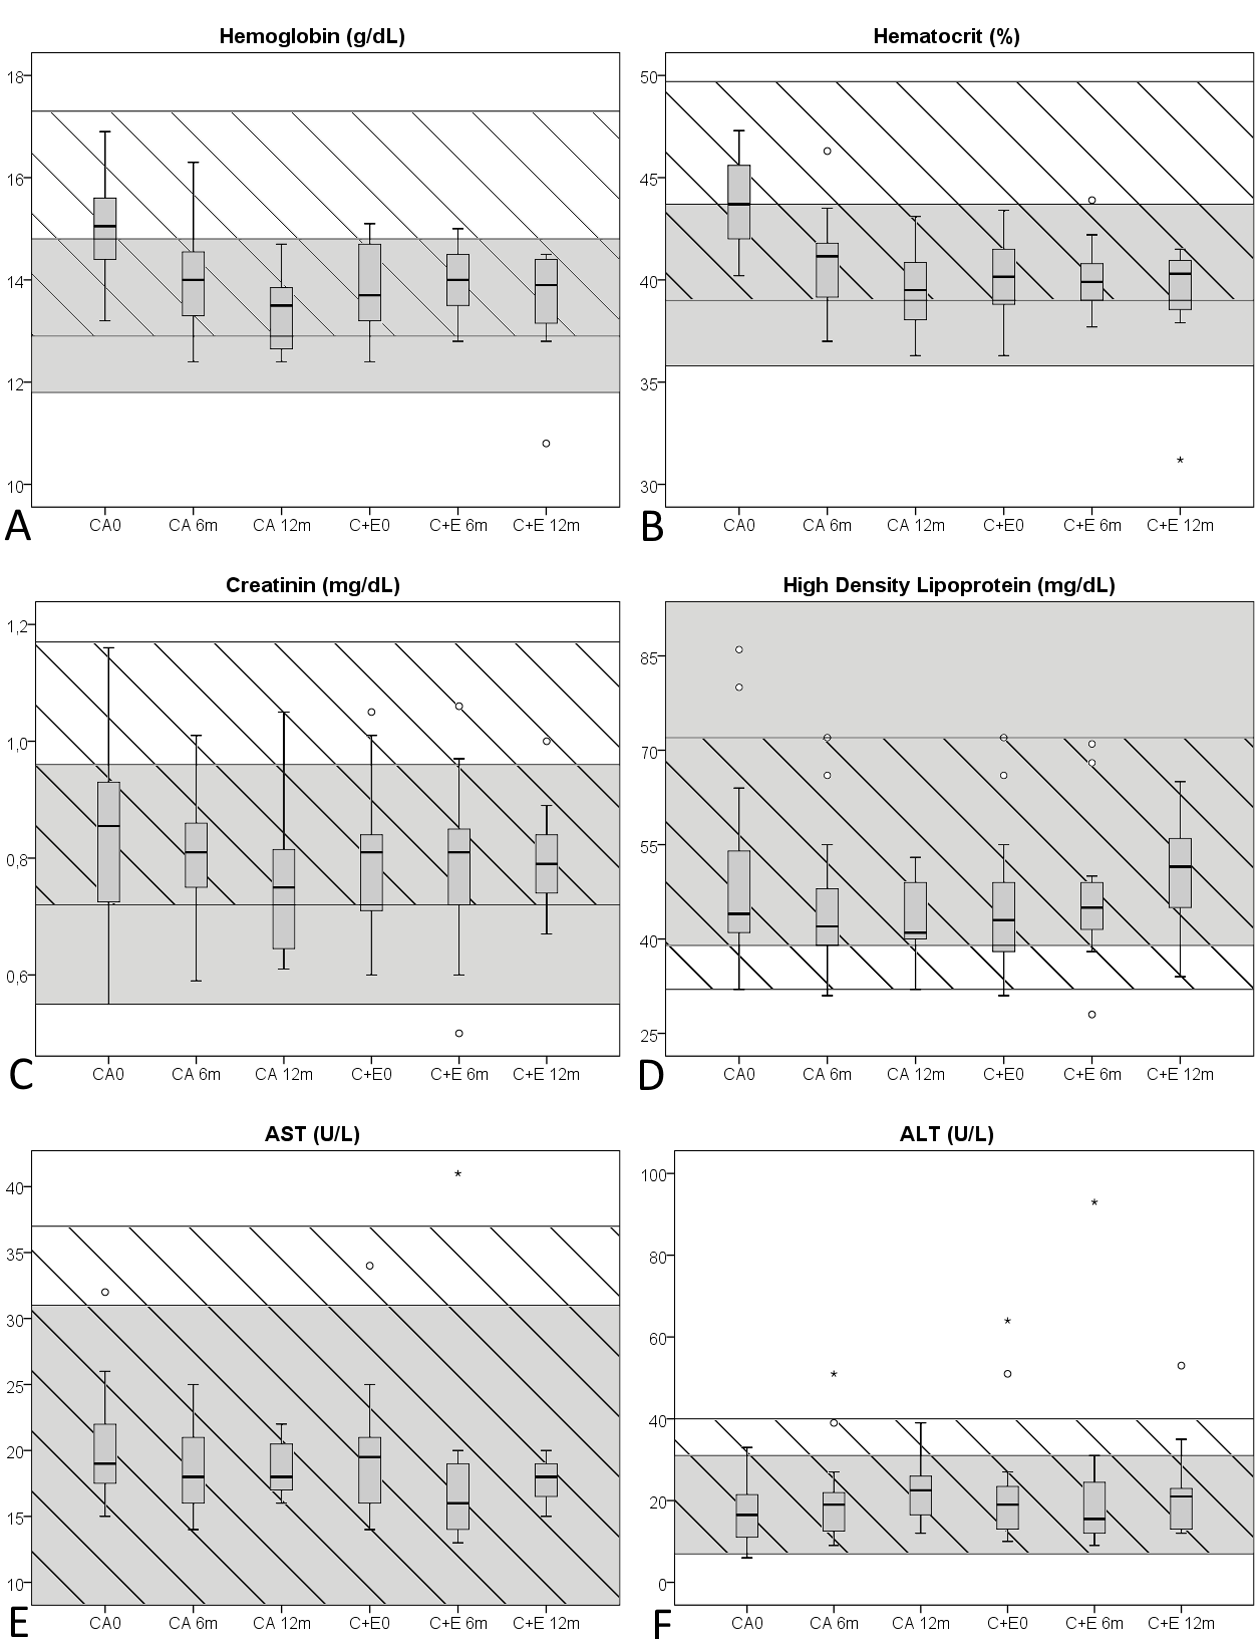 Hemoglobin (g/dL)
18
16
14
12
10
CA0 CA 6m CA 12m C+E0 C+E 6m C+E 12m
A
Hematocrit (%)
50
45
40
35
30
CA0 CA 6m CA 12m C+E0 C+E 6m C+E 12m
B
Creatinin (mg/dL)
1,2
1,0
0,8
0,6
CA0 CA 6m CA 12m C+E0 C+E 6m C+E 12m
C
High Density Lipoprotein (mg/dL)
85
70
55
40
25
CA0 CA 6m CA 12m C+E0 C+E 6m C+E 12m
D
AST (U/L)
40
35
30
25
20
15
10
CA0 CA 6m CA 12m C+E0 C+E 6m C+E 12m
E
ALT (U/L)
100
80
60
40
20
0
CA0 CA 6m CA 12m C+E0 C+E 6m C+E 12m
F